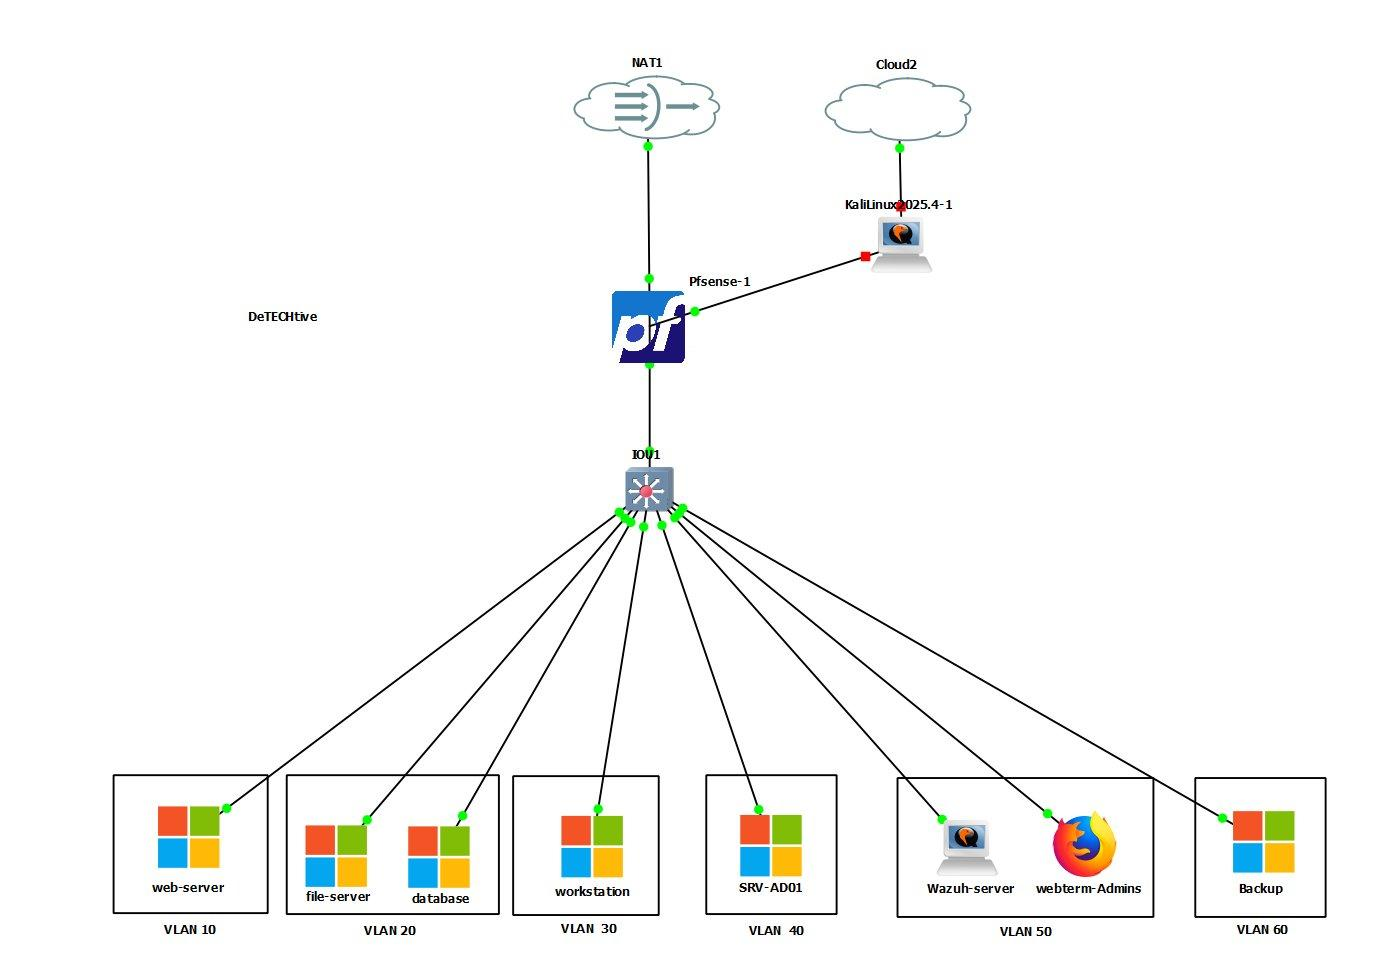 NAT1
Cloud2
KaliLinux2025.4-1
Pfsense-1
pf
DeTECHtive
IOU1
web-server
file-server
database
workstation
SRV-AD01
Wazuh-server
webterm-Admins
Backup
VLAN 10
VLAN 20
VLAN 30
VLAN 40
VLAN 50
VLAN 60